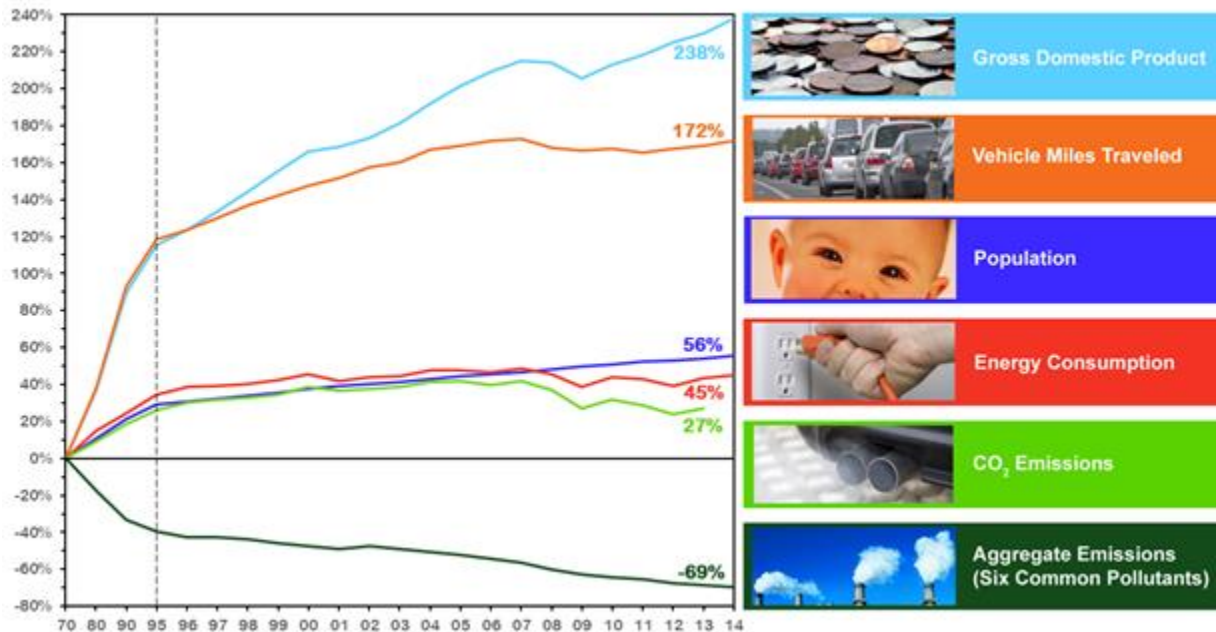 240%
220%
200%
180%
160%
140%
120%
100%
80%
60%
40%
20%
0%
-20%
-40%
-60%
-80%
70 80 90 95 96 97 98 99 00 01 02 03 04 05 06 07 08 09 10 11 12 13 14
238%
172%
56%
45%
27%
-69%
Gross Domestic Product
Vehicle Miles Traveled
Population
Energy Consumption
CO₂ Emissions
Aggregate Emissions
(Six Common Pollutants)